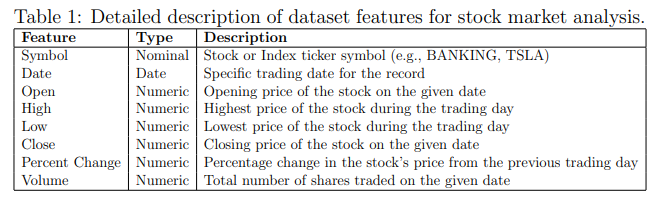 Table 1: Detailed description of dataset features for stock market analysis.
Feature Type Description
Symbol Nominal Stock or Index ticker symbol (e.g., BANKING, TSLA)
Date Date Specific trading date for the record
Open Numeric Opening price of the stock on the given date
High Numeric Highest price of the stock during the trading day
Low Numeric Lowest price of the stock during the trading day
Close Numeric Closing price of the stock on the given date
Percent Change Numeric Percentage change in the stock's price from the previous trading day
Volume Numeric Total number of shares traded on the given date